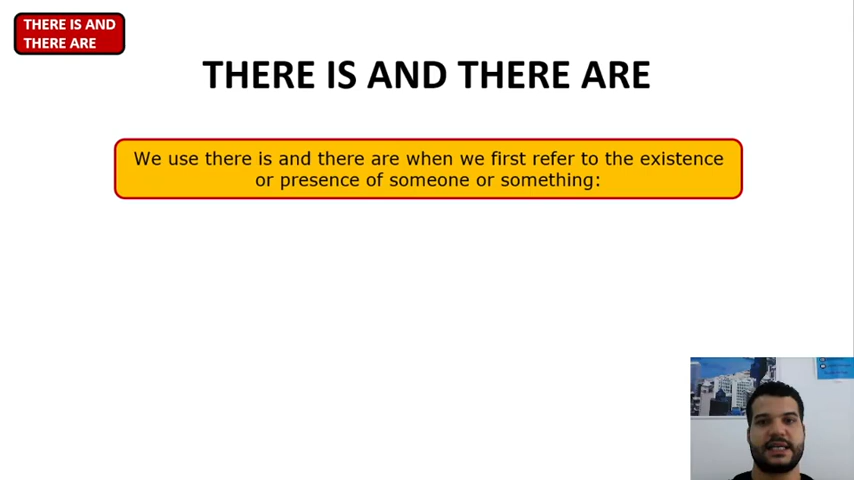 THERE IS AND
THERE ARE
THERE IS AND THERE ARE
We use there is and there are when we first refer to the existence
or presence of someone or something: